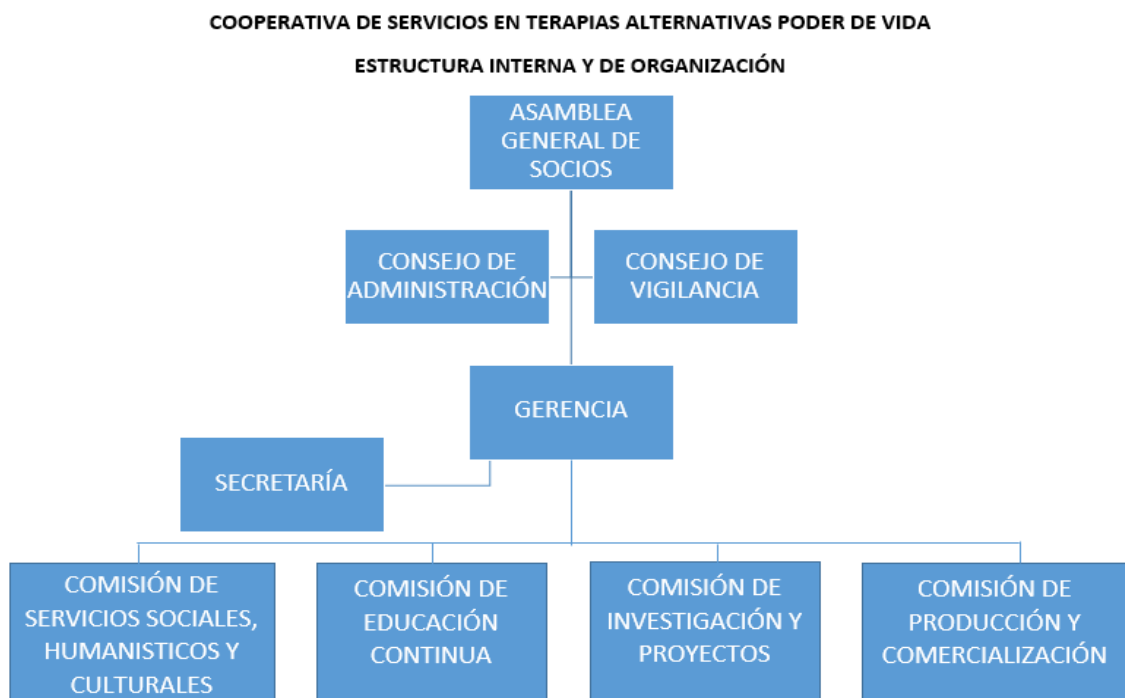 COOPERATIVA DE SERVICIOS EN TERAPIAS ALTERNATIVAS PODER DE VIDA
ESTRUCTURA INTERNA Y DE ORGANIZACIÓN
ASAMBLEA
GENERAL DE
SOCIOS
CONSEJO DE
ADMINISTRACIÓN
CONSEJO DE
VIGILANCIA
GERENCIA
SECRETARÍA
COMISIÓN DE
SERVICIOS SOCIALES,
HUMANISTICOS Y
CULTURALES
COMISIÓN DE
EDUCACIÓN
CONTINUA
COMISIÓN DE
INVESTIGACIÓN Y
PROYECTOS
COMISIÓN DE
PRODUCCIÓN Y
COMERCIALIZACIÓN